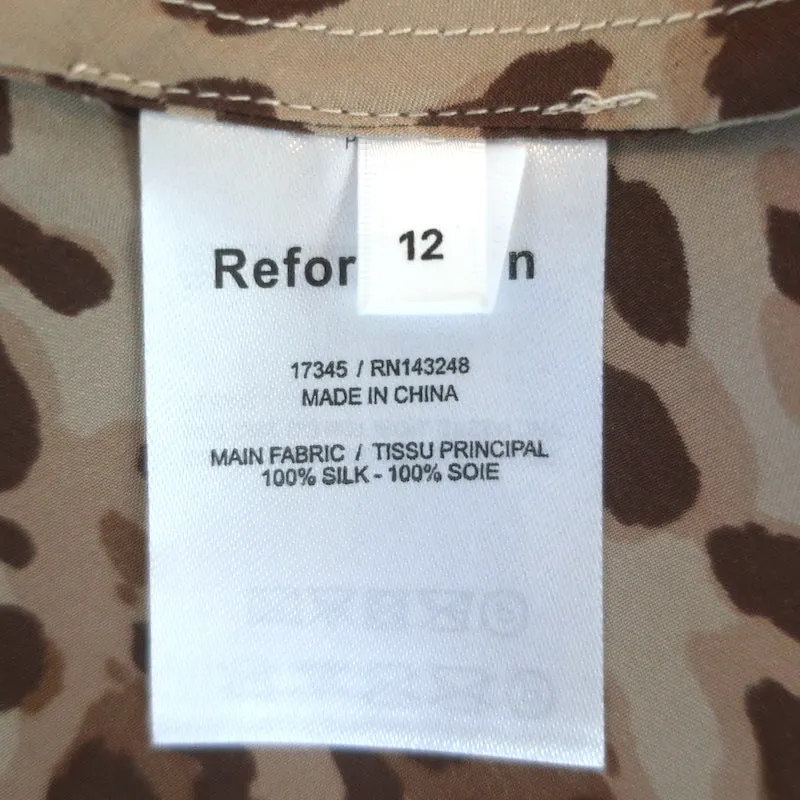 12
Refor n
17345 / RN143248
MADE IN CHINA
MAIN FABRIC / TISSU PRINCIPAL
100% SILK - 100% SOIE